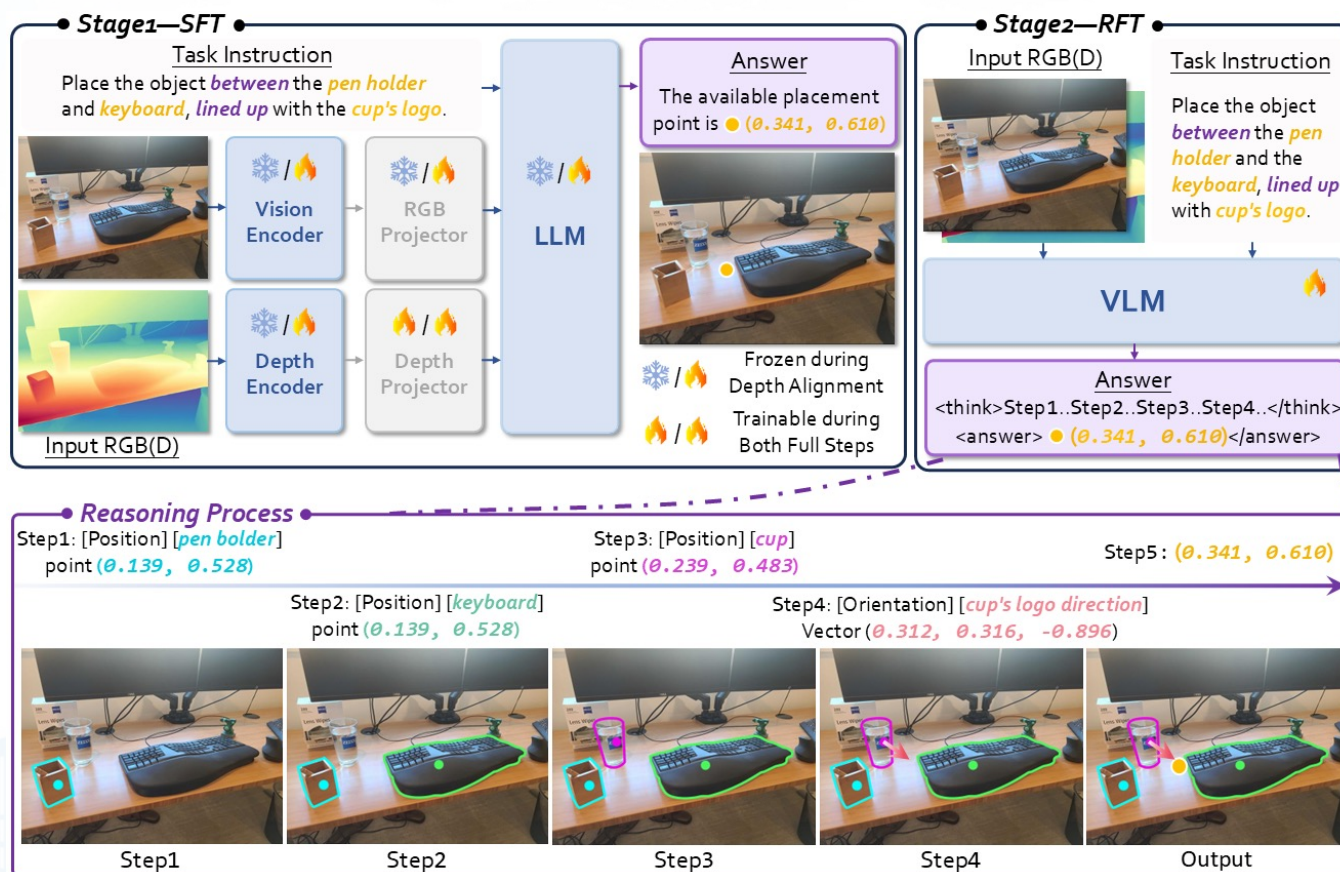 Stage1—SFT
Task Instruction
Place the object between the pen holder
and keyboard, lined up with the cup's logo.
Vision
Encoder
RGB
Projector
Depth
Encoder
Depth
Projector
Input RGB(D)
LLM
Answer
The available placement
point is (0.341, 0.610)
/ Frozen during
Depth Alignment
/ Trainable during
Both Full Steps
Stage2—RFT
Input RGB(D)
Task Instruction
Place the object
between the pen
holder and the
keyboard, lined up
with cup's logo.
VLM
Answer
<think>Step1..Step2..Step3..Step4..</think>
<answer> (0.341, 0.610)</answer>
Reasoning Process
Step1: [Position] [pen bolder]
point (0.139, 0.528)
Step2: [Position] [keyboard]
point (0.139, 0.528)
Step3: [Position] [cup]
point (0.239, 0.483)
Step4: [Orientation] [cup's logo direction]
Vector (0.312, 0.316, -0.896)
Step5: (0.341, 0.610)
Step1
Step2
Step3
Step4
Output